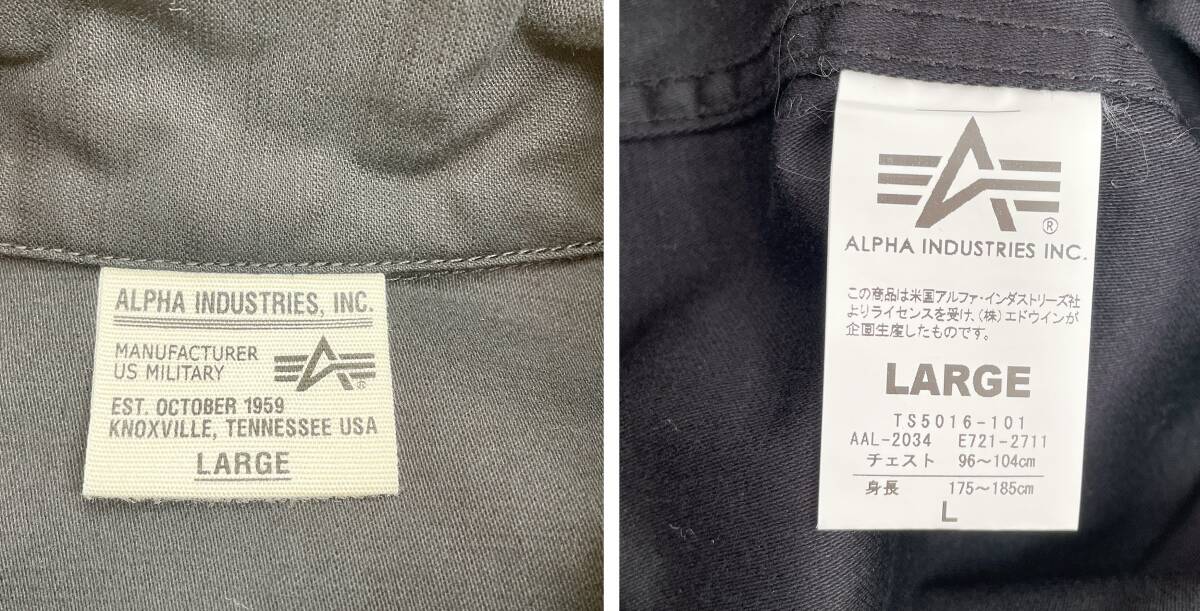 ALPHA INDUSTRIES, INC.
MANUFACTURER
US MILITARY
®
EST. OCTOBER 1959
KNOXVILLE, TENNESSEE USA
LARGE
®
ALPHA INDUSTRIES INC.
この商品は米国アルファ・インダストリーズ社
よりライセンスを受け、(株)エドウインが
企画生産したものです。
LARGE
TS5016-101
AAL-2034 E721-2711
チェスト 96〜104cm
身長 175〜185cm
L